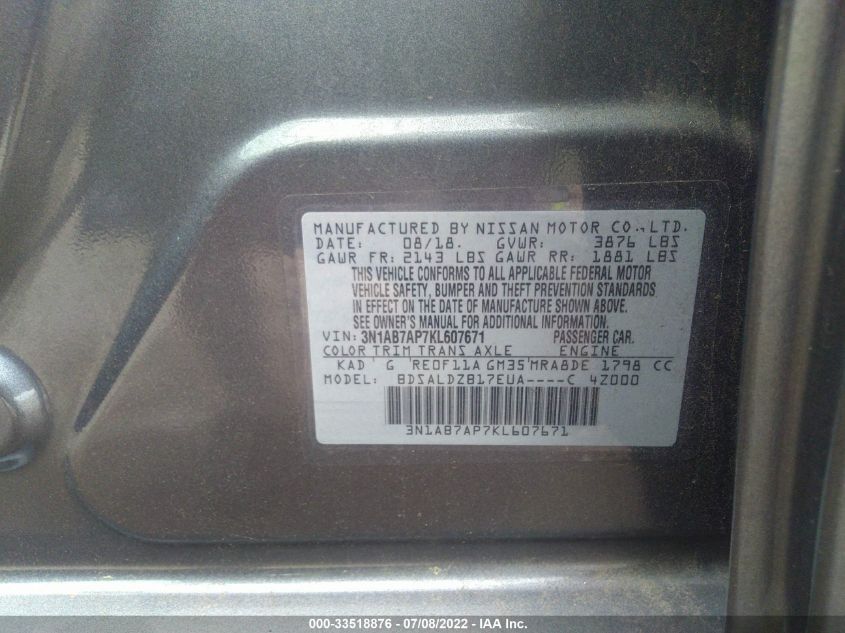 MANUFACTURED BY NISSAN MOTOR CO., LTD.
DATE: 08/18. GVWR: 3876 LBS
GAWR FR: 2143 LBS GAWR RR: 1881 LBS
THIS VEHICLE CONFORMS TO ALL APPLICABLE FEDERAL MOTOR
VEHICLE SAFETY, BUMPER AND THEFT PREVENTION STANDARDS
IN EFFECT ON THE DATE OF MANUFACTURE SHOWN ABOVE.
SEE OWNER'S MANUAL FOR ADDITIONAL INFORMATION.
VIN: 3N1AB7AP7KL607671 PASSENGER CAR.
COLOR TRIM TRANS AXLE ENGINE
KAD G RE0F11A GM35 MRA8DE 1798 CC
MODEL: BDSALDZB17EUA----C 4Z000
3N1AB7AP7KL607671
000-33518876 - 07/08/2022 - IAA Inc.